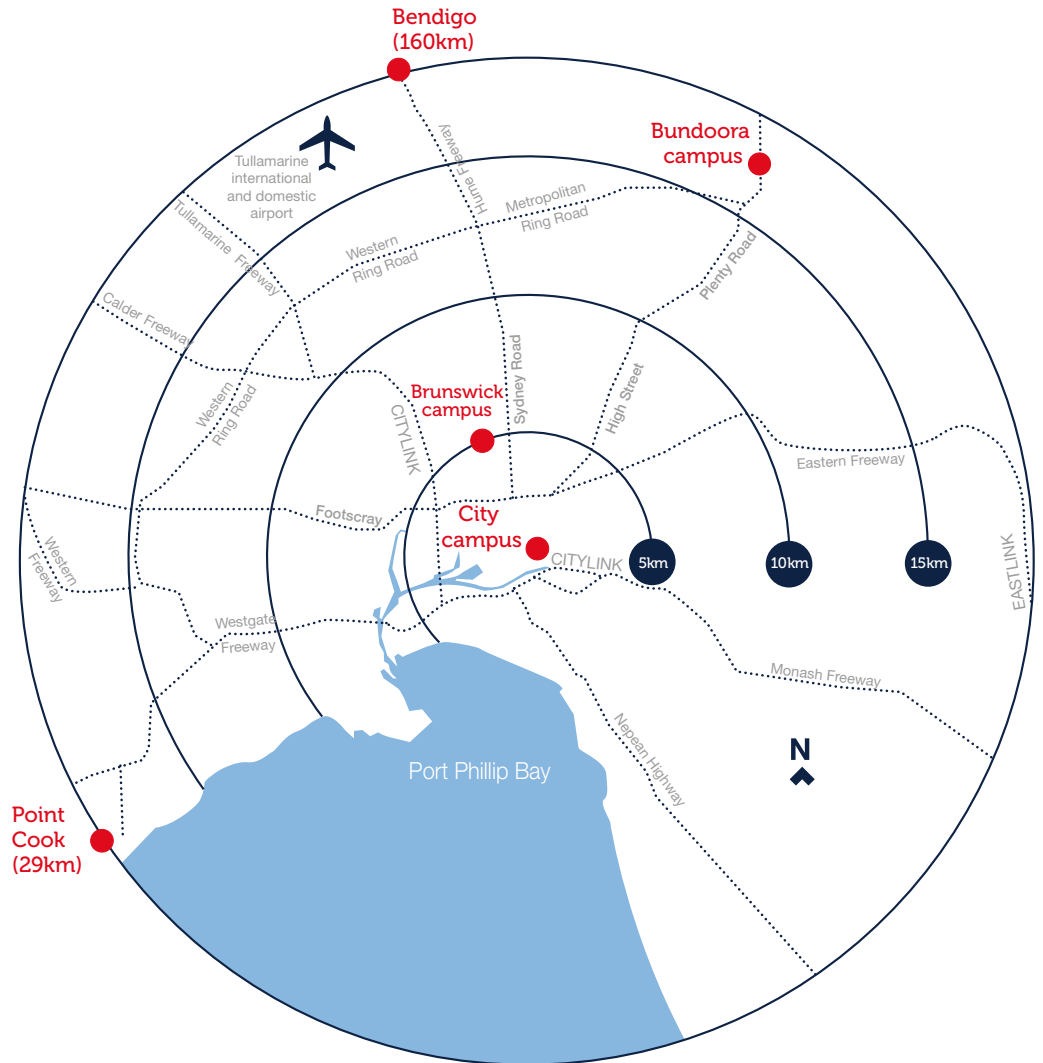 Bendigo
(160km)
Bundoora
campus
Tullamarine
international
and domestic
airport
Hume Freeway
Metropolitan
Ring Road
Tullamarine Freeway
Western
Ring Road
Plenty Road
Calder Freeway
Sydney Road
High Street
Western
Ring Road
Brunswick
campus
CITYLINK
Eastern Freeway
Footscray
City
campus
CITYLINK
5km
10km
15km
EASTLINK
Western
Freeway
Westgate
Freeway
Monash Freeway
Nepean Highway
N
Port Phillip Bay
Point
Cook
(29km)